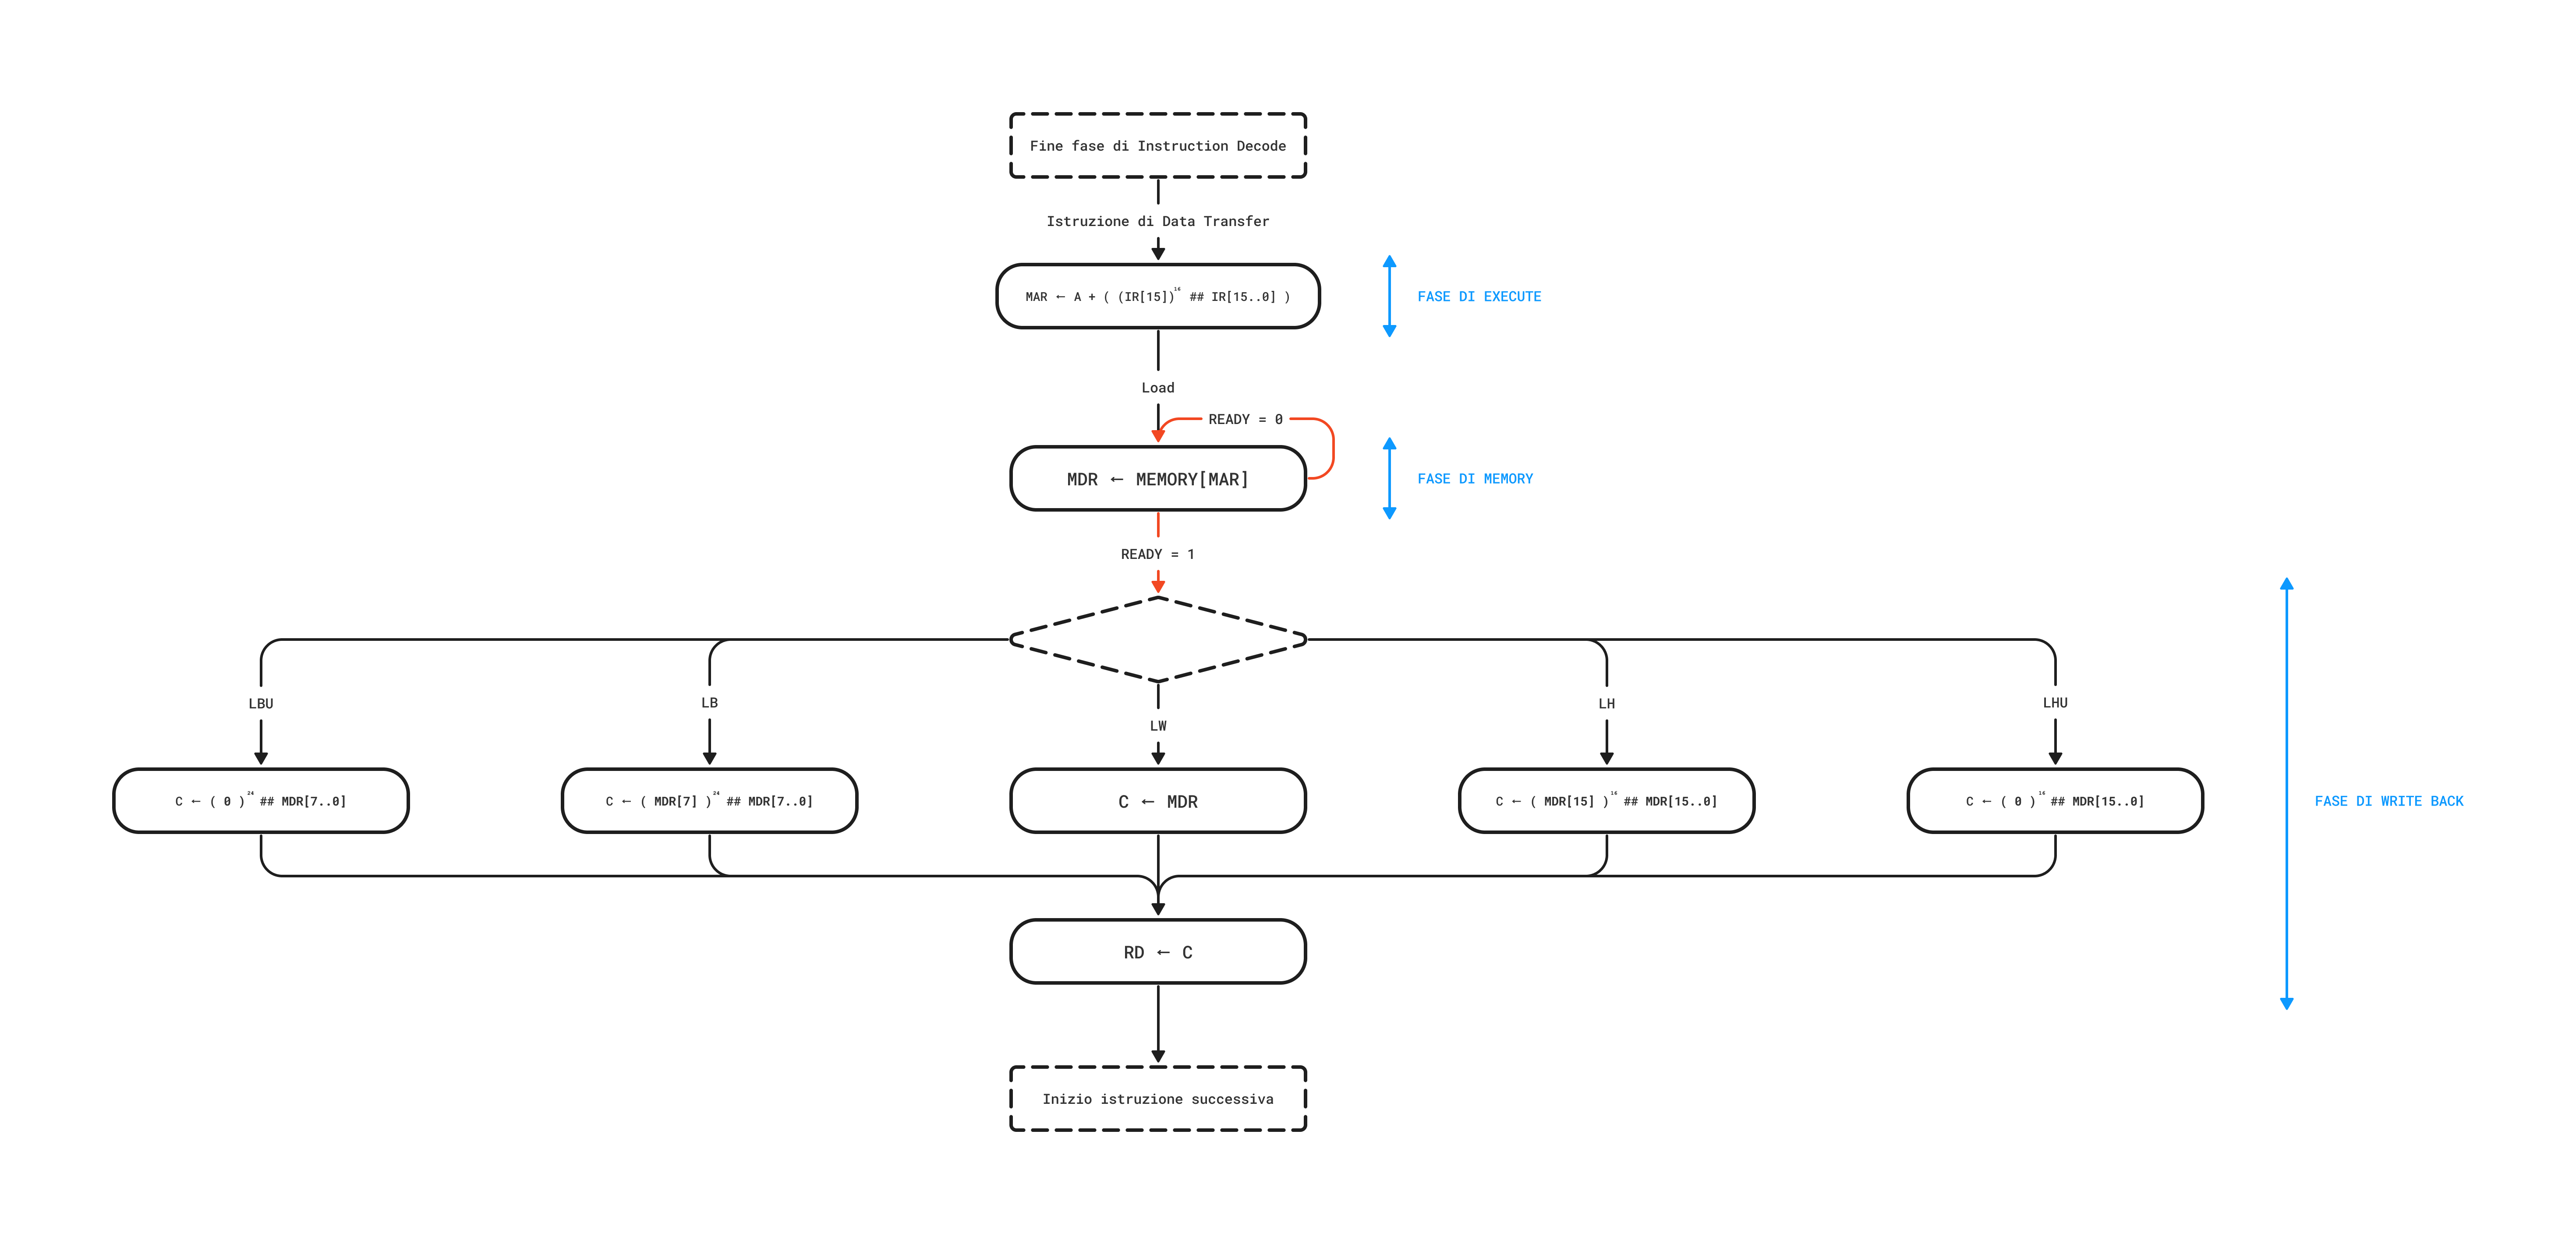 Fine fase di Instruction Decode
Istruzione di Data Transfer
MAR ← A + ( (IR[15])¹⁶ ## IR[15..0] )
FASE DI EXECUTE
Load
READY = 0
MDR ← MEMORY[MAR]
FASE DI MEMORY
READY = 1
LBU
LB
LW
LH
LHU
C ← ( 0 )²⁴ ## MDR[7..0]
C ← ( MDR[7] )²⁴ ## MDR[7..0]
C ← MDR
C ← ( MDR[15] )¹⁶ ## MDR[15..0]
C ← ( 0 )¹⁶ ## MDR[15..0]
FASE DI WRITE BACK
RD ← C
Inizio istruzione successiva